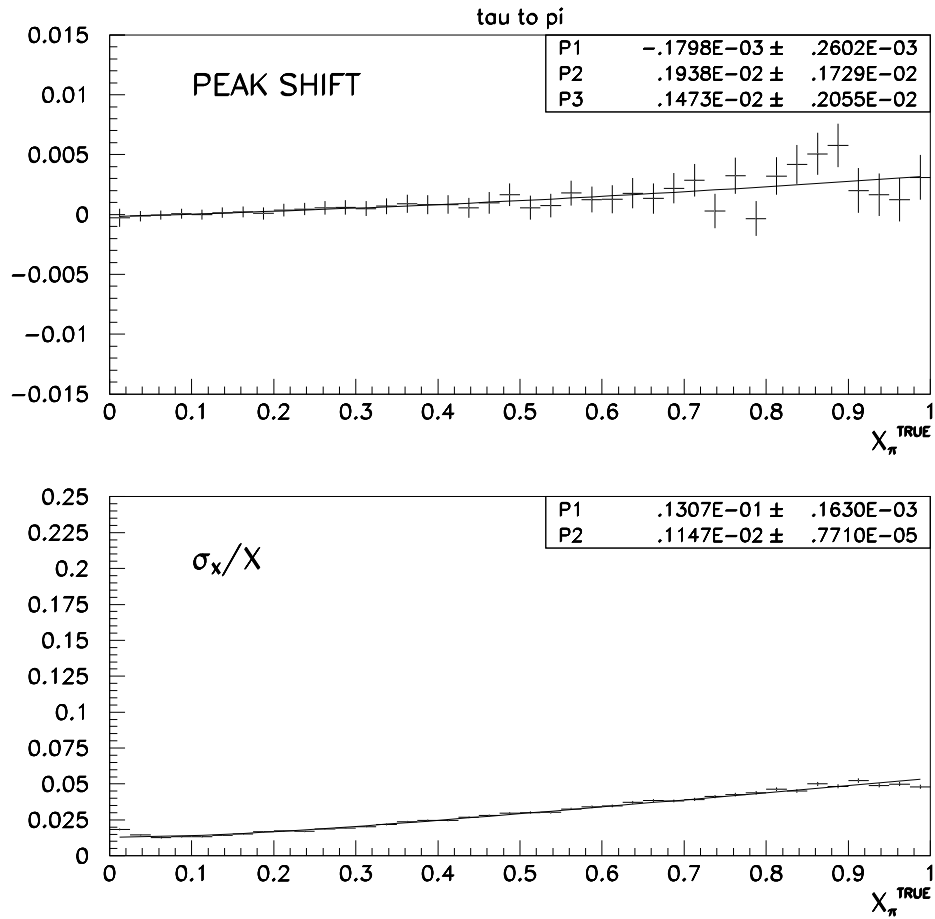 tau to pi
0.015
P1 -.1798E-03 ± .2602E-03
P2 .1938E-02 ± .1729E-02
P3 .1473E-02 ± .2055E-02
PEAK SHIFT
0.01
0.005
0
-0.005
-0.01
-0.015
0 0.1 0.2 0.3 0.4 0.5 0.6 0.7 0.8 0.9 1
X_π^TRUE
0.25
P1 .1307E-01 ± .1630E-03
P2 .1147E-02 ± .7710E-05
0.225
σ_x/X
0.2
0.175
0.15
0.125
0.1
0.075
0.05
0.025
0
0 0.1 0.2 0.3 0.4 0.5 0.6 0.7 0.8 0.9 1
X_π^TRUE